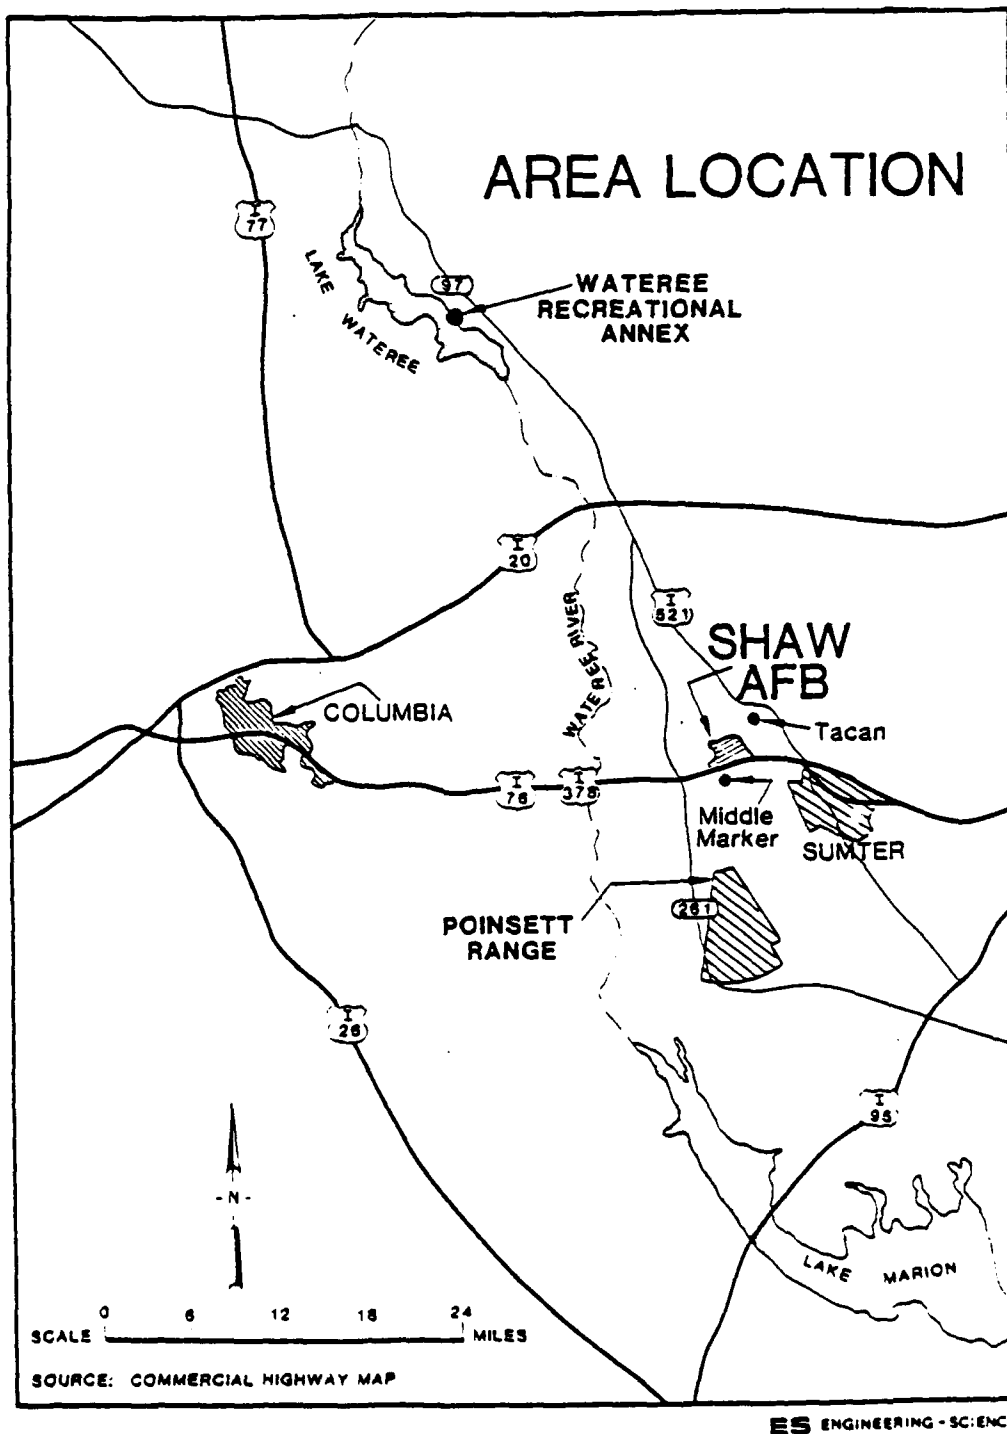 AREA LOCATION
I
77
97
WATEREE
RECREATIONAL
ANNEX
LAKE WATEREE
I
20
I
521
WATEREE RIVER
SHAW
AFB
COLUMBIA
Tacan
I
76
I
378
Middle
Marker
SUMTER
261
POINSETT
RANGE
I
26
I
95
- N -
LAKE MARION
0 6 12 18 24
SCALE MILES
SOURCE: COMMERCIAL HIGHWAY MAP
ES ENGINEERING-SCIENC